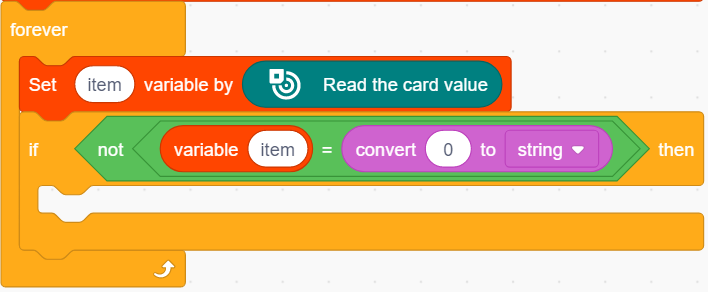 forever
Set item variable by Read the card value
if not variable item = convert 0 to string then